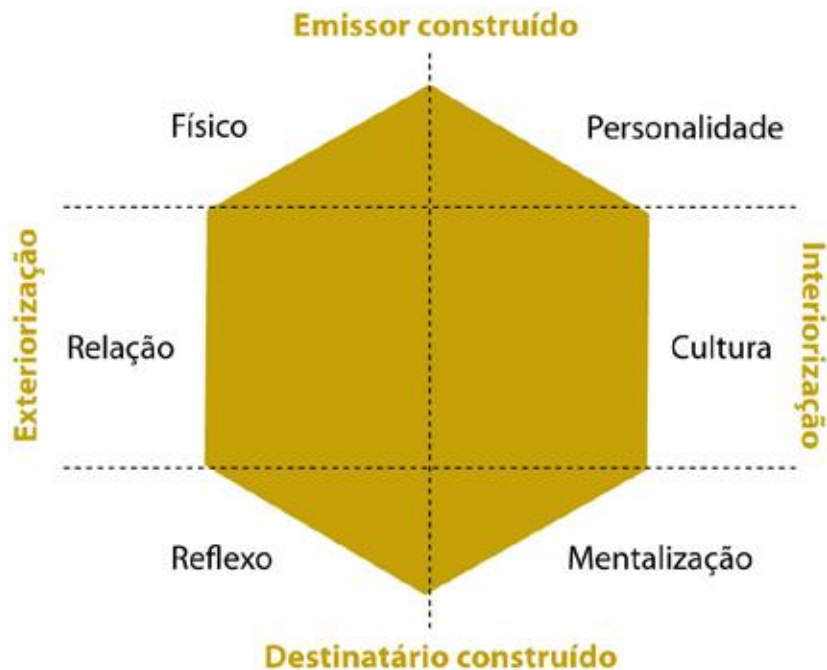 Emissor construído
Físico
Personalidade
Exteriorização
Interiorização
Relação
Cultura
Reflexo
Mentalização
Destinatário construído